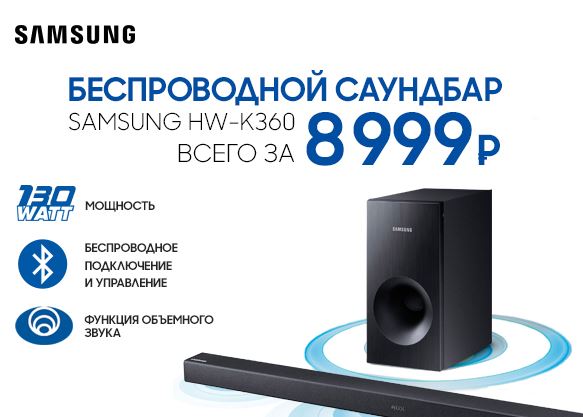 SAMSUNG
БЕСПРОВОДНОЙ САУНДБАР
SAMSUNG HW-K360
ВСЕГО ЗА 8 999 ₽
130 WATT
МОЩНОСТЬ
БЕСПРОВОДНОЕ
ПОДКЛЮЧЕНИЕ
И УПРАВЛЕНИЕ
ФУНКЦИЯ ОБЪЕМНОГО
ЗВУКА
SAMSUNG